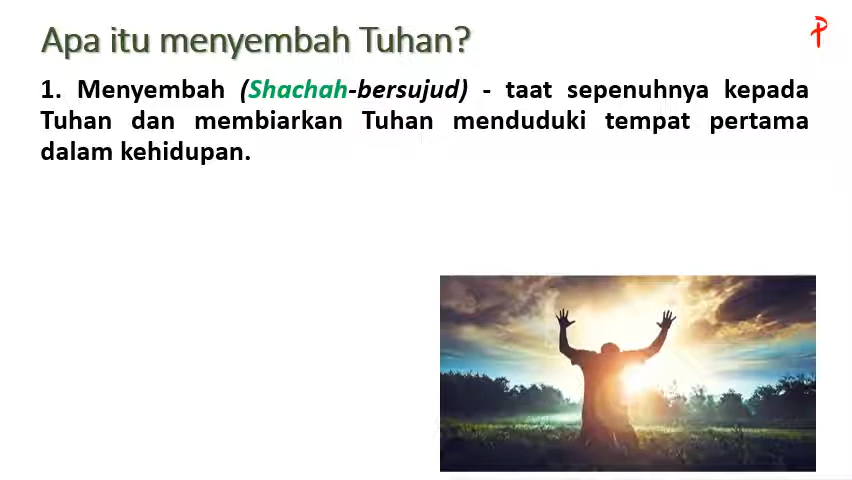 Apa itu menyembah Tuhan?
1. Menyembah (Shachah-bersujud) - taat sepenuhnya kepada
Tuhan dan membiarkan Tuhan menduduki tempat pertama
dalam kehidupan.